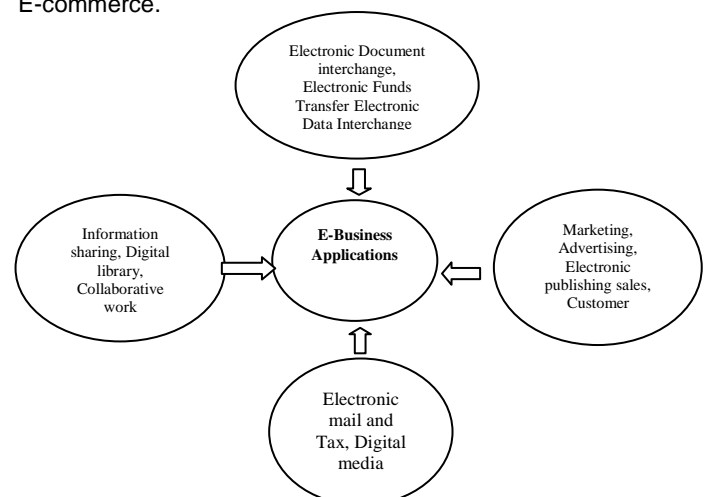 E-commerce.
Electronic Document
interchange,
Electronic Funds
Transfer Electronic
Data Interchange
Information
sharing, Digital
library,
Collaborative
work
E-Business
Applications
Marketing,
Advertising,
Electronic
publishing sales,
Customer
Electronic
mail and
Tax, Digital
media